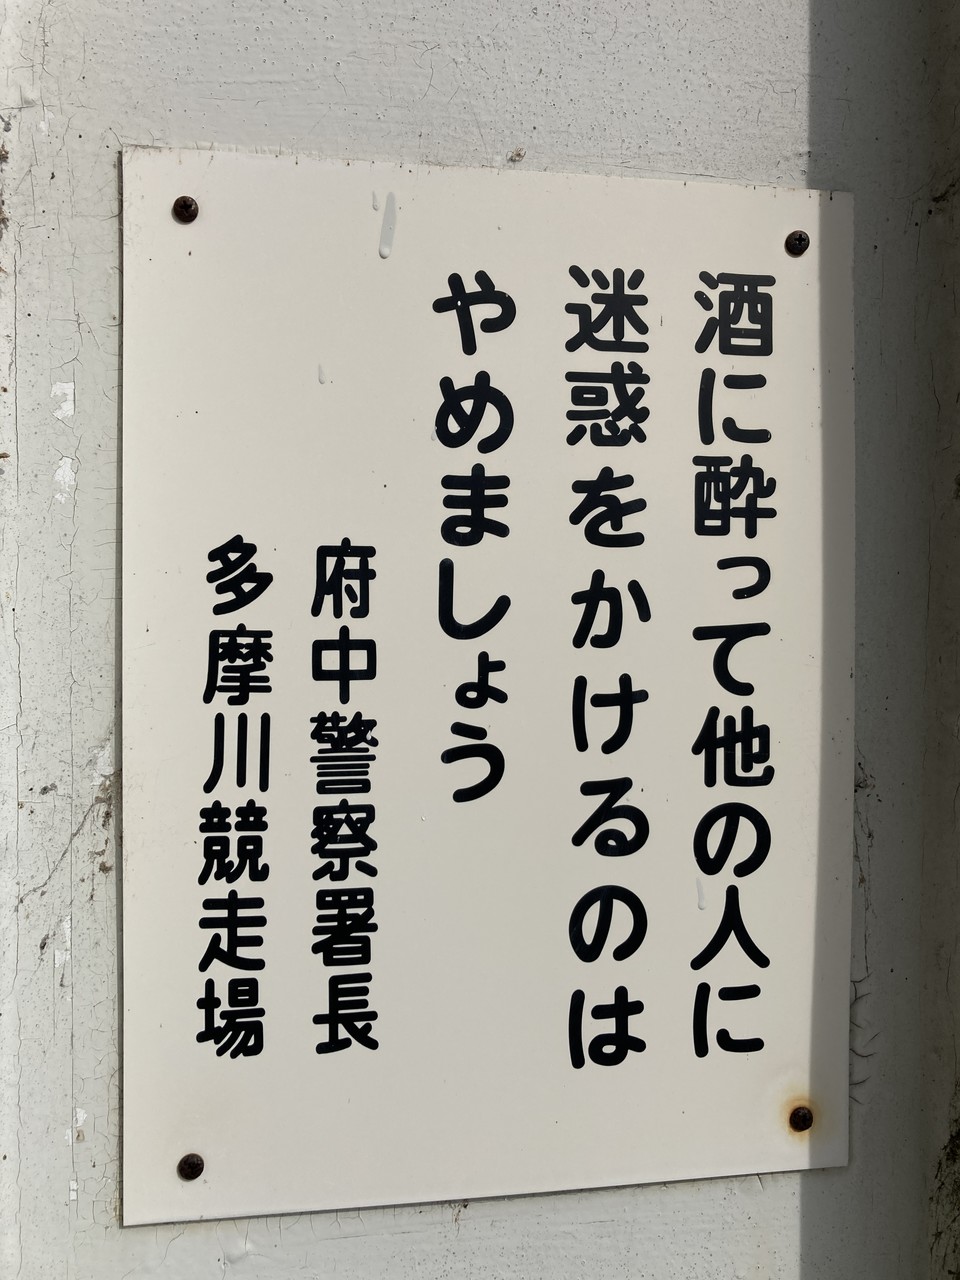 酒に酔って他の人に
迷惑をかけるのは
やめましょう
府中警察署長
多摩川競走場